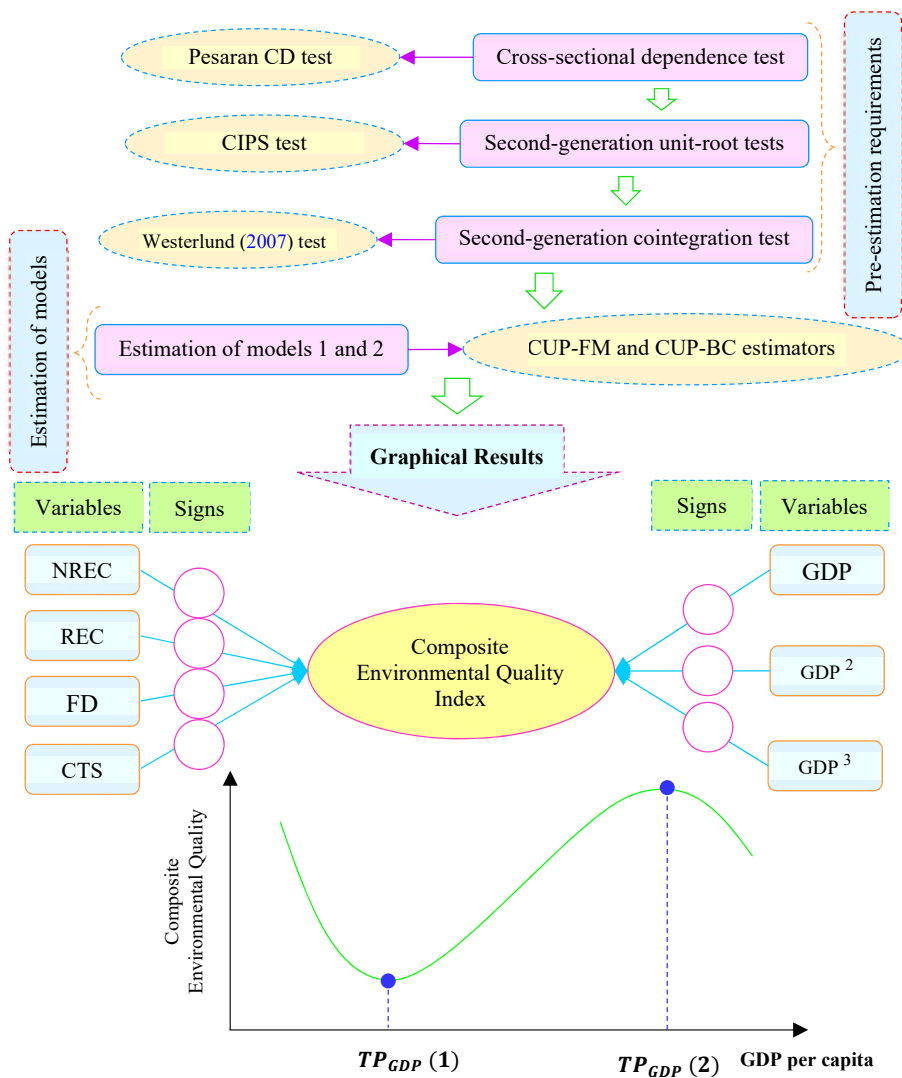 Pesaran CD test
Cross-sectional dependence test
CIPS test
Second-generation unit-root tests
Westerlund (2007) test
Second-generation cointegration test
Pre-estimation requirements
Estimation of models
Estimation of models 1 and 2
CUP-FM and CUP-BC estimators
Graphical Results
Variables
Signs
Signs
Variables
NREC
REC
FD
CTS
Composite
Environmental Quality
Index
GDP
GDP 2
GDP 3
Composite
Environmental Quality
TP_GDP (1)
TP_GDP (2)
GDP per capita